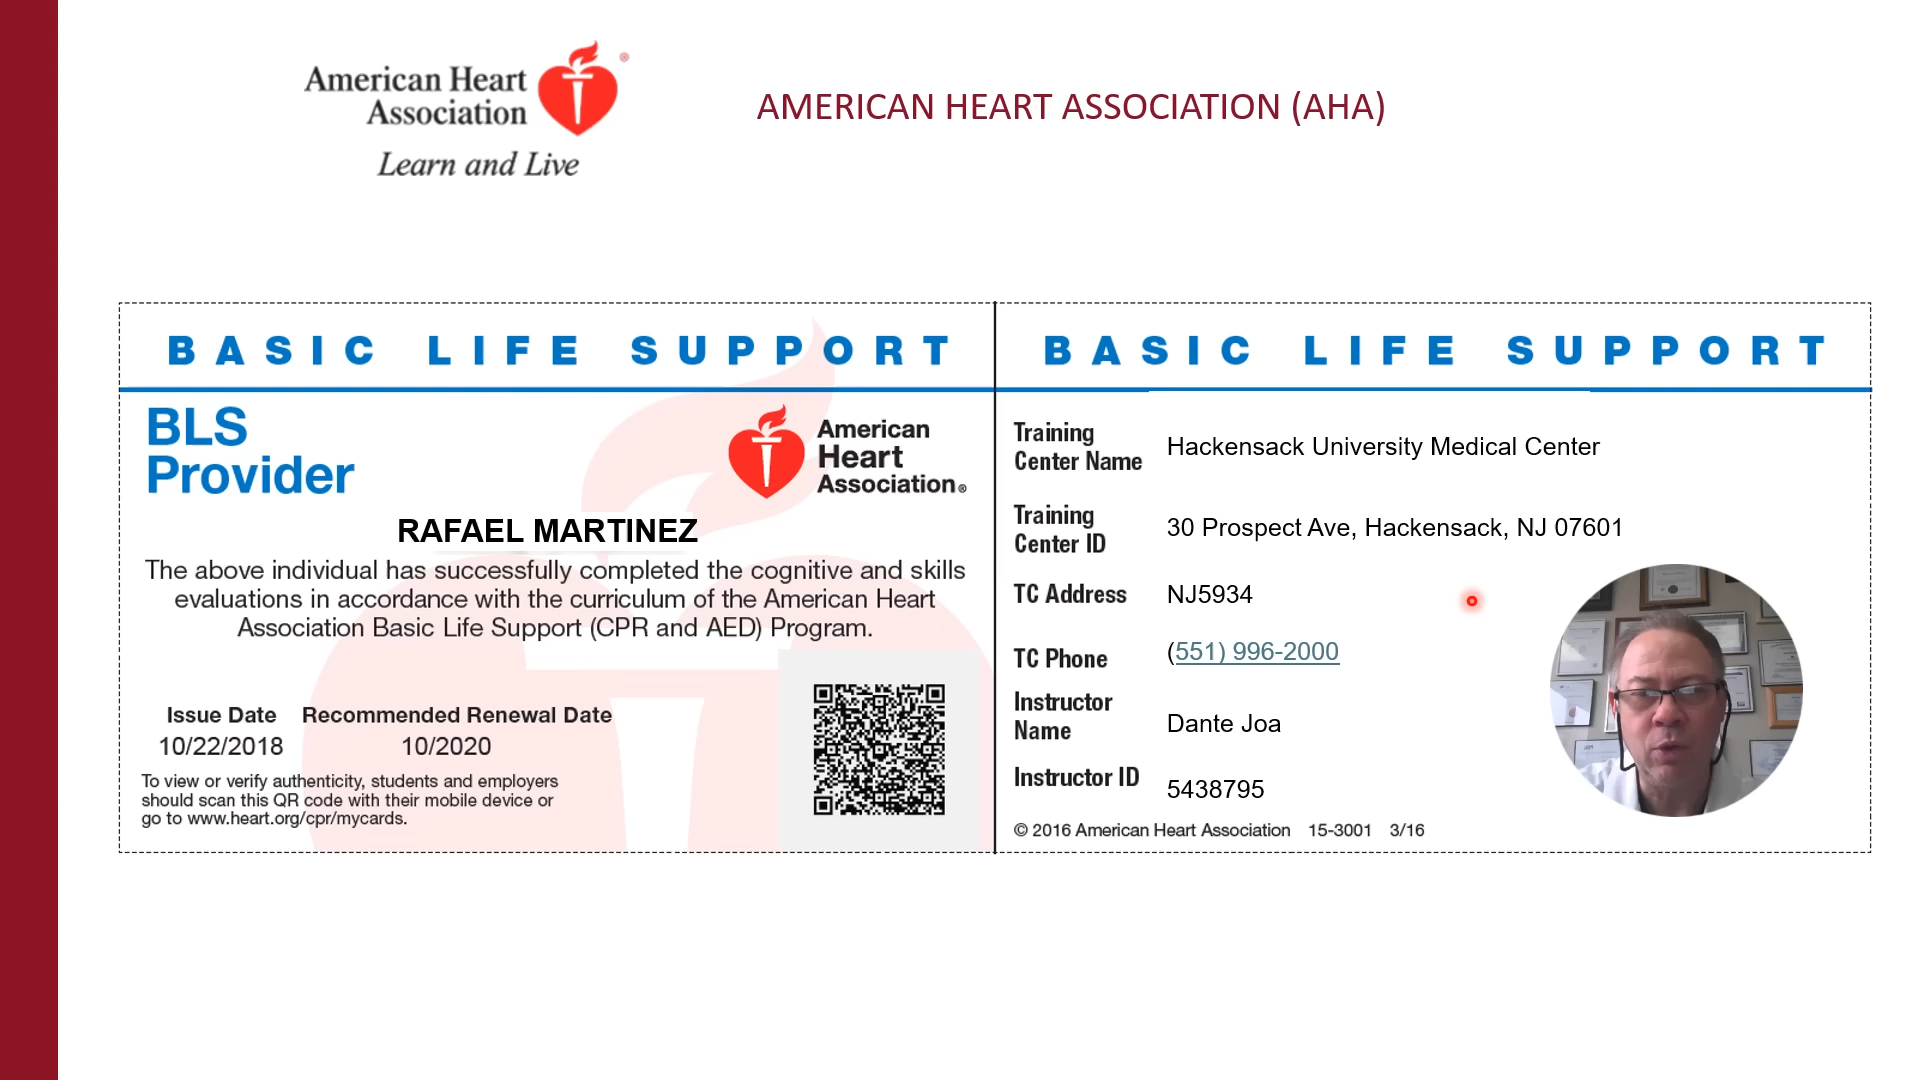 American Heart
Association
®
Learn and Live
AMERICAN HEART ASSOCIATION (AHA)
BASIC LIFE SUPPORT
BLS
Provider
American
Heart
Association®
RAFAEL MARTINEZ
The above individual has successfully completed the cognitive and skills
evaluations in accordance with the curriculum of the American Heart
Association Basic Life Support (CPR and AED) Program.
Issue Date Recommended Renewal Date
10/22/2018 10/2020
To view or verify authenticity, students and employers
should scan this QR code with their mobile device or
go to www.heart.org/cpr/mycards.
BASIC LIFE SUPPORT
Training
Center Name
Hackensack University Medical Center
Training
Center ID
30 Prospect Ave, Hackensack, NJ 07601
TC Address NJ5934
TC Phone (551) 996-2000
Instructor
Name
Dante Joa
Instructor ID 5438795
© 2016 American Heart Association 15-3001 3/16